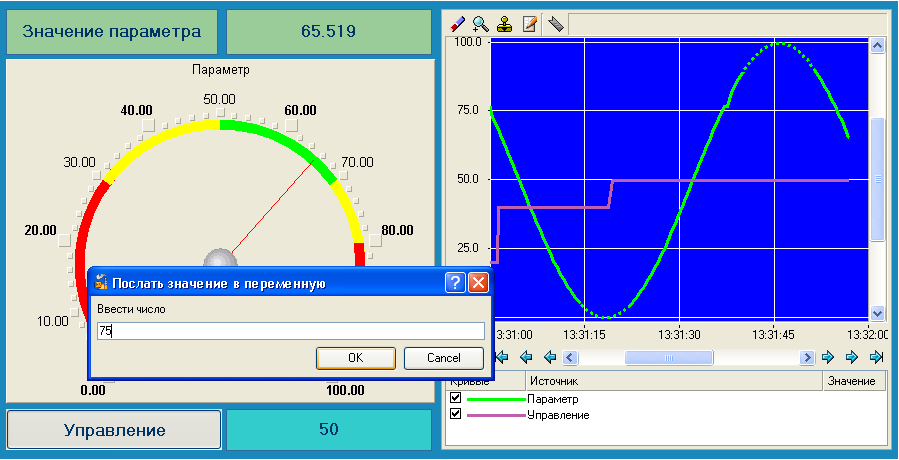 Значение параметра
65.519
Параметр
50.00
40.00
60.00
30.00
70.00
20.00
80.00
10.00
0.00
100.00
Послать значение в переменную
Ввести число
75
OK
Cancel
Управление
50
100.0
75.0
50.0
25.0
3:31:00
13:31:15
13:31:30
13:31:45
13:32:00
Кривые
Источник
Значение
Параметр
Управление